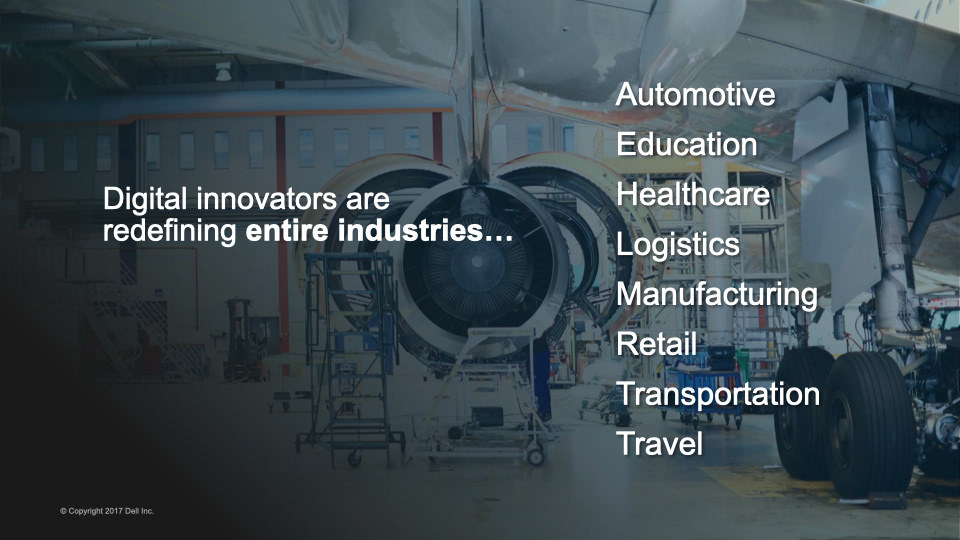 Digital innovators are
redefining entire industries…
Automotive
Education
Healthcare
Logistics
Manufacturing
Retail
Transportation
Travel
© Copyright 2017 Dell Inc.